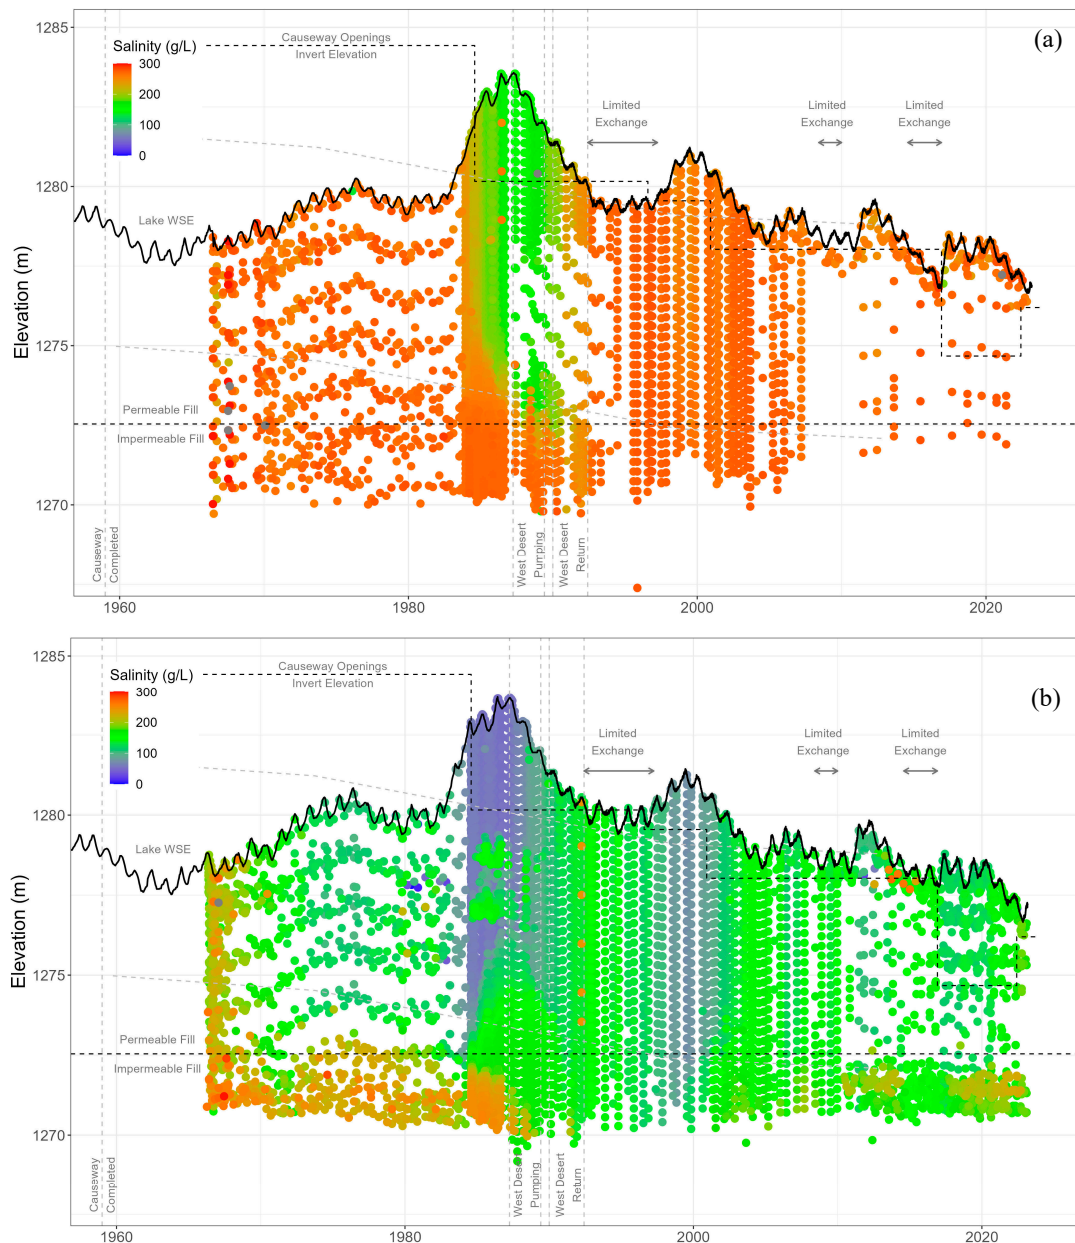 (a)
1285
Salinity (g/L)
300
200
100
0
Causeway Openings
Invert Elevation
Limited
Exchange
Limited
Exchange
Limited
Exchange
1280
Lake WSE
Elevation (m)
1275
Permeable Fill
Impermeable Fill
1270
Causeway
Completed
West Desert
Pumping
West Desert
Return
1960
1980
2000
2020
(b)
1285
Salinity (g/L)
300
200
100
0
Causeway Openings
Invert Elevation
Limited
Exchange
Limited
Exchange
Limited
Exchange
1280
Lake WSE
Elevation (m)
1275
Permeable Fill
Impermeable Fill
1270
Causeway
Completed
West Desert
Pumping
West Desert
Return
1960
1980
2000
2020